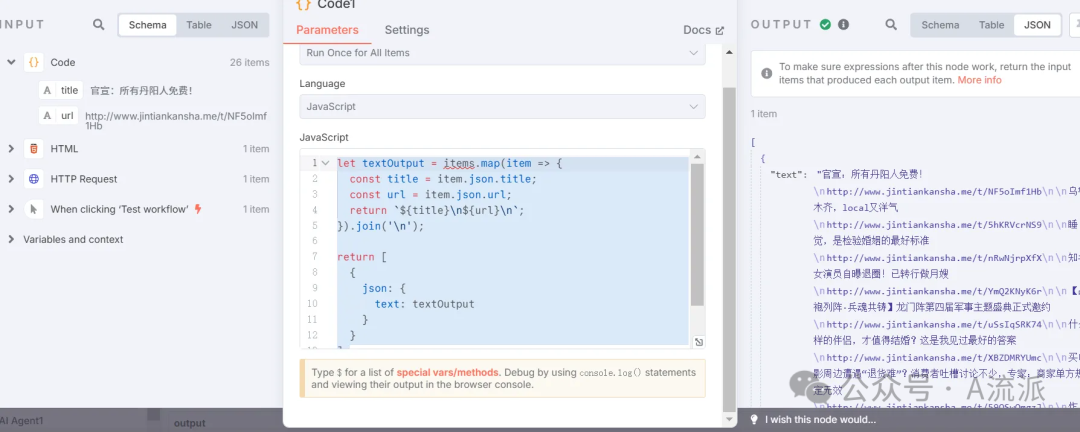 INPUT
Schema
Table
JSON
Code
26 items
A title 官宣：所有丹阳人免费！
A url http://www.jintiankansha.me/t/NF5oImf
1Hb
HTML
1 item
HTTP Request
1 item
When clicking ‘Test workflow’
1 item
Variables and context
AI Agent1
output
{} Code1
Parameters
Settings
Docs
Run Once for All Items
Language
JavaScript
JavaScript
1 let textOutput = items.map(item => {
2 const title = item.json.title;
3 const url = item.json.url;
4 return `${title}\n${url}\n`;
5 }).join('\n');
6
7 return [
8 {
9 json: {
10 text: textOutput
11 }
12 }
Type $ for a list of special vars/methods. Debug by using console.log() statements
and viewing their output in the browser console.
OUTPUT
Schema
Table
JSON
To make sure expressions after this node work, return the input
items that produced each output item. More info
1 item
[
{
"text": "官宣：所有丹阳人免费！
\nhttp://www.jintiankansha.me/t/NF5oImf1Hb\n\n乌
木齐，local又洋气
\nhttp://www.jintiankansha.me/t/5hKRVcrNS9\n\n睡
觉，是检验婚姻的最好标准
\nhttp://www.jintiankansha.me/t/nRwNjrpXfX\n\n知
女演员自曝退圈！已转行做月嫂
\nhttp://www.jintiankansha.me/t/YmQ2KNyK6r\n\n【
袍列阵·兵魂共铸】龙门阵第四届军事主题盛典正式邀约
\nhttp://www.jintiankansha.me/t/uSsIqSRK74\n\n什
样的伴侣，才值得结婚？这是我见过最好的答案
\nhttp://www.jintiankansha.me/t/XBZDMRYUmc\n\n买
影周边遭遇“退货难”？消费者吐槽讨论不少，专家：商家单方规
定无效
公众号 · A流派
I wish this node would...